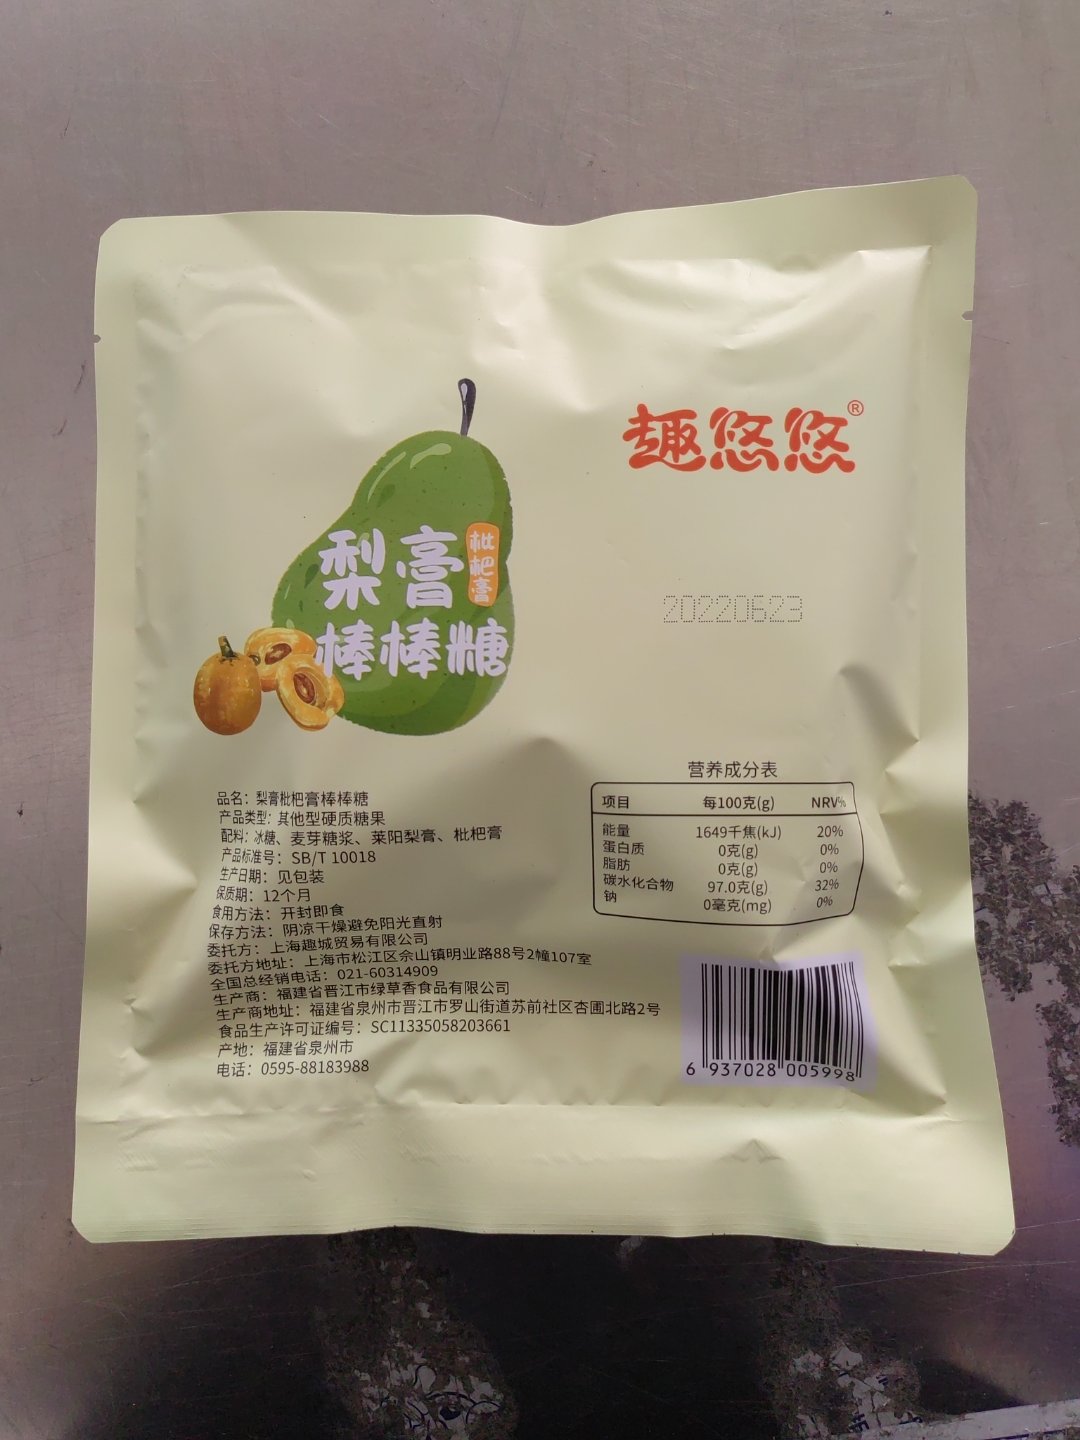 趣悠悠®
梨膏
枇杷膏
棒棒糖
20220623
品名：梨膏枇杷膏棒棒糖
产品类型：其他型硬质糖果
配料：冰糖、麦芽糖浆、莱阳梨膏、枇杷膏
产品标准号：SB/T 10018
生产日期：见包装
保质期：12个月
食用方法：开封即食
保存方法：阴凉干燥避免阳光直射
委托方：上海趣城贸易有限公司
委托方地址：上海市松江区佘山镇明业路88号2幢107室
全国总经销电话：021-60314909
生产商：福建省晋江市绿草香食品有限公司
生产商地址：福建省泉州市晋江市罗山街道苏前社区杏圃北路2号
食品生产许可证编号：SC11335058203661
产地：福建省泉州市
电话：0595-88183988
营养成分表
项目 每100克(g) NRV%
能量 1649千焦(kJ) 20%
蛋白质 0克(g) 0%
脂肪 0克(g) 0%
碳水化合物 97.0克(g) 32%
钠 0毫克(mg) 0%
6 937028 005998